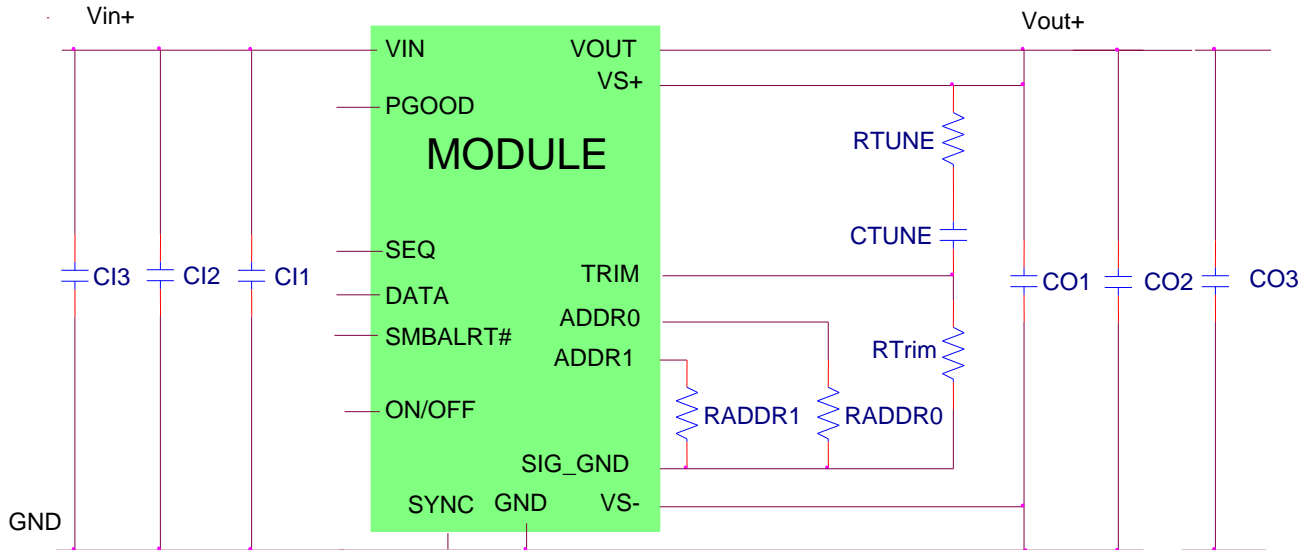 Vin+
Vout+
VIN
VOUT
VS+
PGOOD
MODULE
RTUNE
CTUNE
SEQ
TRIM
CI3
CI2
CI1
CO1
CO2
CO3
DATA
ADDR0
SMBALRT#
ADDR1
RTrim
ON/OFF
RADDR1
RADDR0
SIG_GND
SYNC
GND
VS-
GND